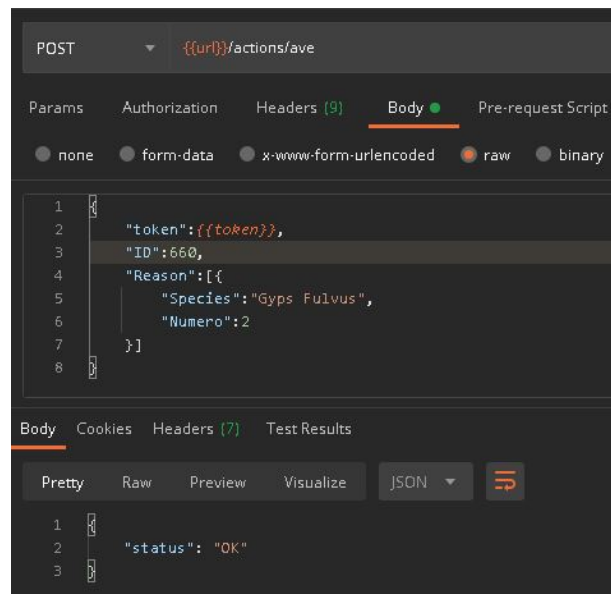 POST {{url}}/actions/ave
Params Authorization Headers (9) Body Pre-request Script
none form-data x-www-form-urlencoded raw binary
1 {
2 "token":{{token}},
3 "ID":660,
4 "Reason":[{
5 "Species":"Gyps Fulvus",
6 "Numero":2
7 }]
8 }
Body Cookies Headers (7) Test Results
Pretty Raw Preview Visualize JSON
1 {
2 "status": "OK"
3 }